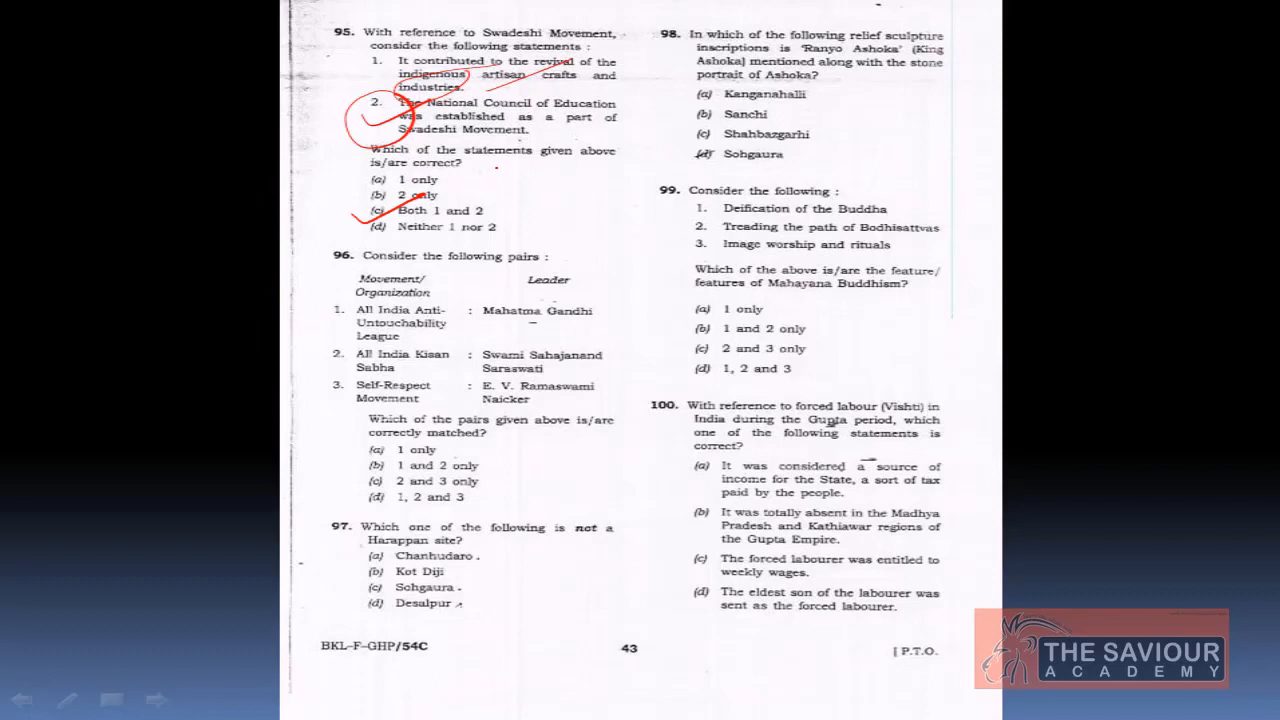 95. With reference to Swadeshi Movement,
consider the following statements :
1. It contributed to the revival of the
indigenous artisan crafts and
industries.
2. The National Council of Education
was established as a part of
Swadeshi Movement.
Which of the statements given above
is/are correct?
(a) 1 only
(b) 2 only
(c) Both 1 and 2
(d) Neither 1 nor 2
96. Consider the following pairs :
Movement/ Leader
Organization
1. All India Anti- : Mahatma Gandhi
Untouchability
League
2. All India Kisan : Swami Sahajanand
Sabha Saraswati
3. Self-Respect : E. V. Ramaswami
Movement Naicker
Which of the pairs given above is/are
correctly matched?
(a) 1 only
(b) 1 and 2 only
(c) 2 and 3 only
(d) 1, 2 and 3
97. Which one of the following is not a
Harappan site?
(a) Chanhudaro
(b) Kot Diji
(c) Sohgaura
(d) Desalpur
98. In which of the following relief sculpture
inscriptions is 'Ranyo Ashoka' (King
Ashoka) mentioned along with the stone
portrait of Ashoka?
(a) Kanganahalli
(b) Sanchi
(c) Shahbazgarhi
(d) Sohgaura
99. Consider the following :
1. Deification of the Buddha
2. Treading the path of Bodhisattvas
3. Image worship and rituals
Which of the above is/are the feature/
features of Mahayana Buddhism?
(a) 1 only
(b) 1 and 2 only
(c) 2 and 3 only
(d) 1, 2 and 3
100. With reference to forced labour (Vishti) in
India during the Gupta period, which
one of the following statements is
correct?
(a) It was considered a source of
income for the State, a sort of tax
paid by the people.
(b) It was totally absent in the Madhya
Pradesh and Kathiawar regions of
the Gupta Empire.
(c) The forced labourer was entitled to
weekly wages.
(d) The eldest son of the labourer was
sent as the forced labourer.
BKL-F-GHP/54C
43
[ P.T.O.
THE SAVIOUR
ACADEMY